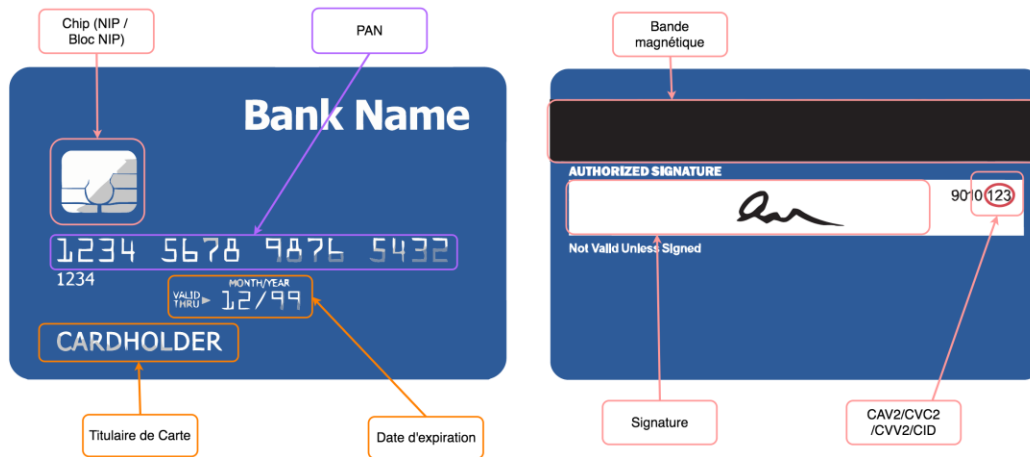 Chip (NIP /
Bloc NIP)
PAN
Bank Name
1234 5678 9876 5432
1234
MONTH/YEAR
VALID
THRU
12/99
CARDHOLDER
Titulaire de Carte
Date d'expiration
Bande
magnétique
AUTHORIZED SIGNATURE
9010 123
Not Valid Unless Signed
Signature
CAV2/CVC2
/CVV2/CID